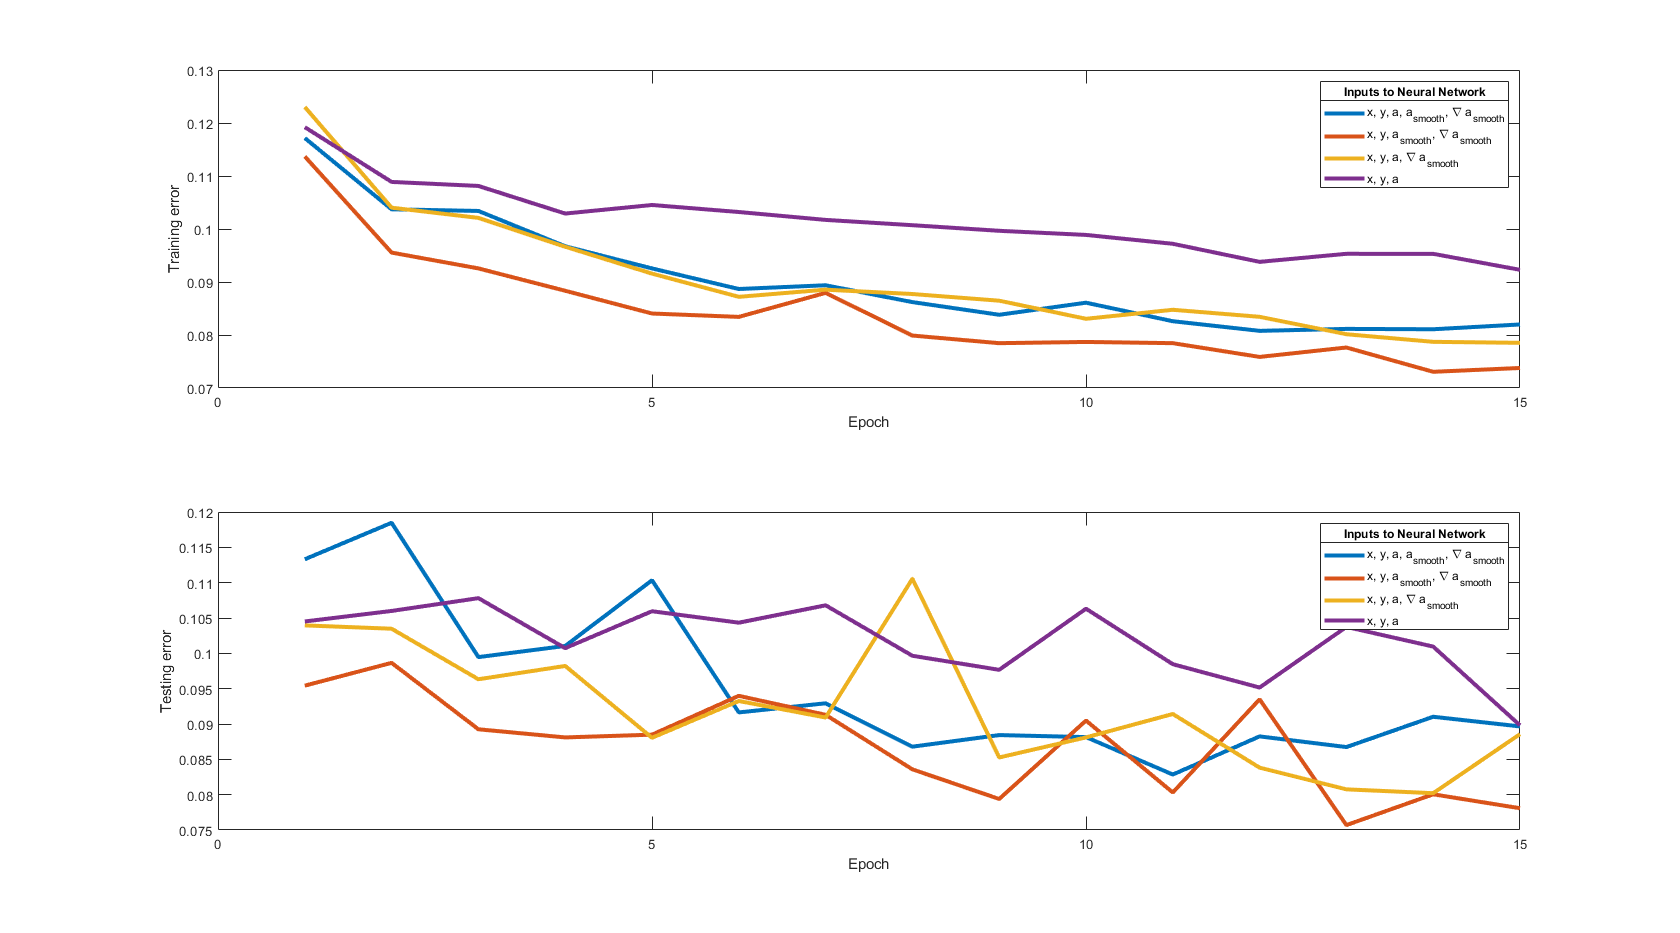 0.13
0.12
0.11
0.1
0.09
0.08
0.07
Training error
0
5
10
15
Epoch
Inputs to Neural Network
x, y, a, a_smooth, ∇ a_smooth
x, y, a_smooth, ∇ a_smooth
x, y, a, ∇ a_smooth
x, y, a
0.12
0.115
0.11
0.105
0.1
0.095
0.09
0.085
0.08
0.075
Testing error
0
5
10
15
Epoch
Inputs to Neural Network
x, y, a, a_smooth, ∇ a_smooth
x, y, a_smooth, ∇ a_smooth
x, y, a, ∇ a_smooth
x, y, a